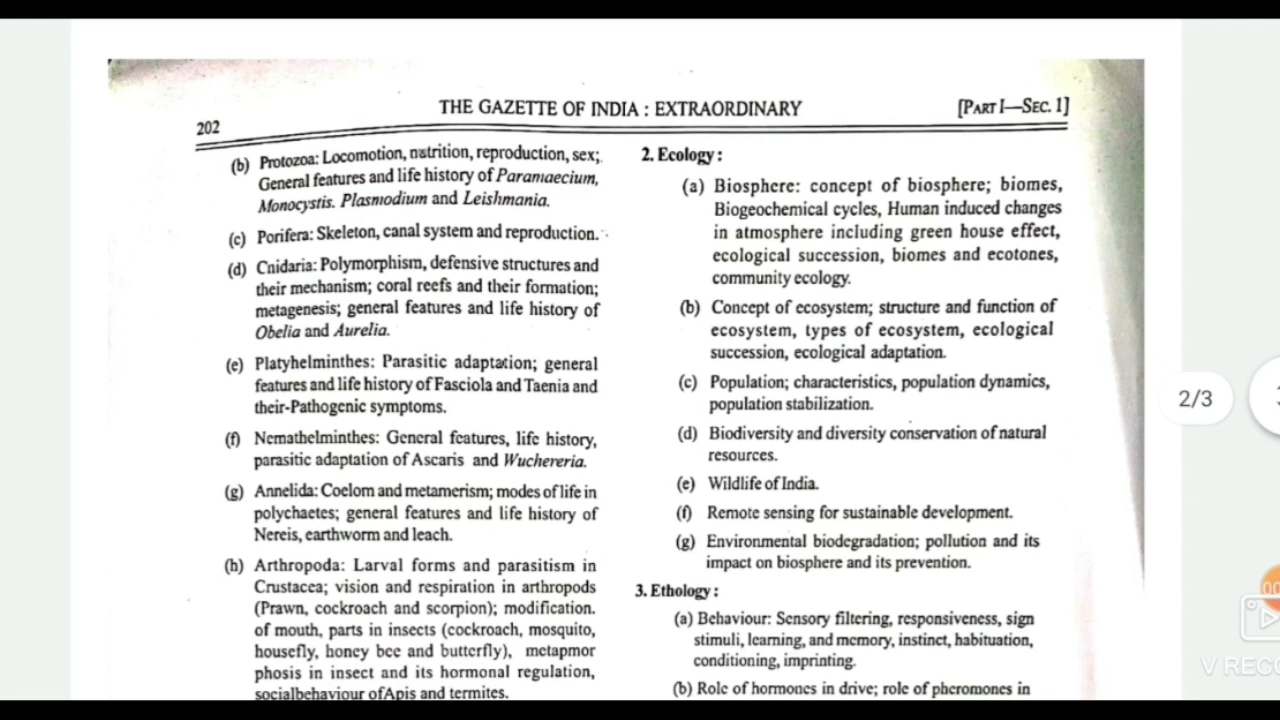 THE GAZETTE OF INDIA : EXTRAORDINARY
[PART I—SEC. 1]
202
(b) Protozoa: Locomotion, nutrition, reproduction, sex;
General features and life history of Paramaecium,
Monocystis. Plasmodium and Leishmania.
(c) Porifera: Skeleton, canal system and reproduction.
(d) Cnidaria: Polymorphism, defensive structures and
their mechanism; coral reefs and their formation;
metagenesis; general features and life history of
Obelia and Aurelia.
(e) Platyhelminthes: Parasitic adaptation; general
features and life history of Fasciola and Taenia and
their-Pathogenic symptoms.
(f) Nemathelminthes: General features, life history,
parasitic adaptation of Ascaris and Wuchereria.
(g) Annelida: Coelom and metamerism; modes of life in
polychaetes; general features and life history of
Nereis, earthworm and leach.
(h) Arthropoda: Larval forms and parasitism in
Crustacea; vision and respiration in arthropods
(Prawn, cockroach and scorpion); modification.
of mouth, parts in insects (cockroach, mosquito,
housefly, honey bee and butterfly), metapmor
phosis in insect and its hormonal regulation,
socialbehaviour ofApis and termites.
2. Ecology :
(a) Biosphere: concept of biosphere; biomes,
Biogeochemical cycles, Human induced changes
in atmosphere including green house effect,
ecological succession, biomes and ecotones,
community ecology.
(b) Concept of ecosystem; structure and function of
ecosystem, types of ecosystem, ecological
succession, ecological adaptation.
(c) Population; characteristics, population dynamics,
population stabilization.
(d) Biodiversity and diversity conservation of natural
resources.
(e) Wildlife of India.
(f) Remote sensing for sustainable development.
(g) Environmental biodegradation; pollution and its
impact on biosphere and its prevention.
3. Ethology :
(a) Behaviour: Sensory filtering, responsiveness, sign
stimuli, learning, and memory, instinct, habituation,
conditioning, imprinting.
(b) Role of hormones in drive; role of pheromones in
2/3
00
V RECO